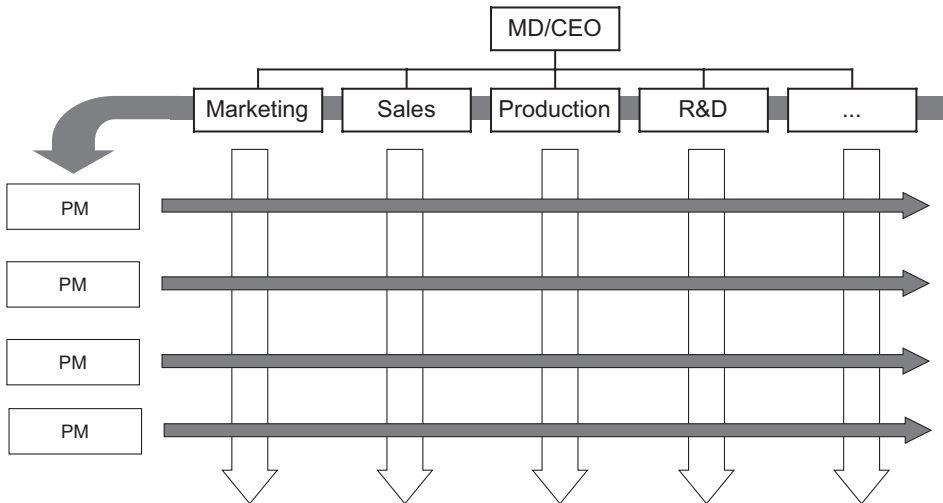 MD/CEO
Marketing
Sales
Production
R&D
...
PM
PM
PM
PM